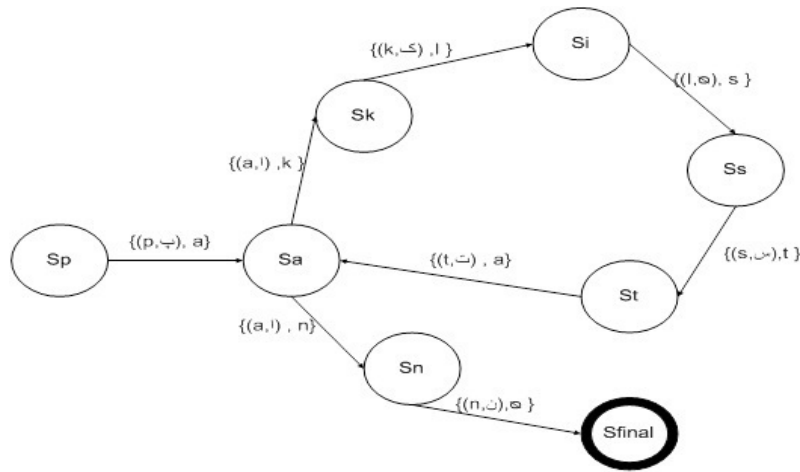 Si
{(k,ک) ,I }
{(I,ø), s }
Sk
Ss
{(a,ا) ,k }
{(p,پ), a}
{(t,ت) , a}
{(s,س),t }
Sp
Sa
St
{(a,ا) , n}
Sn
{(n,ن),ø }
Sfinal